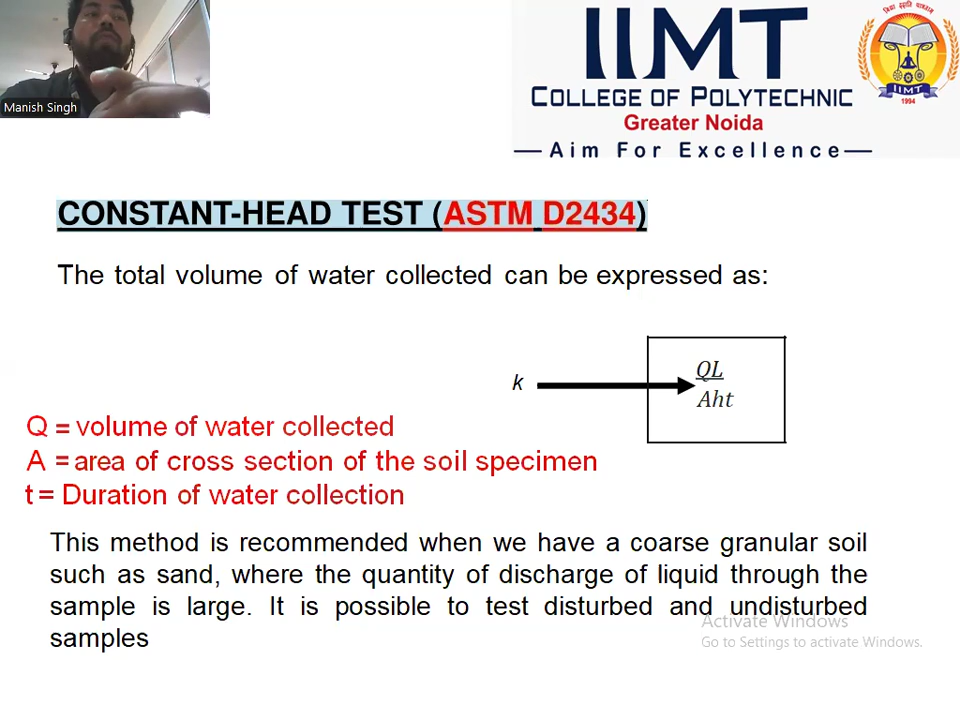 Manish Singh
IIMT
COLLEGE OF POLYTECHNIC
Greater Noida
Aim For Excellence
IIMT
1994
CONSTANT-HEAD TEST (ASTM D2434)
The total volume of water collected can be expressed as:
k
QL
Aht
Q = volume of water collected
A = area of cross section of the soil specimen
t = Duration of water collection
This method is recommended when we have a coarse granular soil
such as sand, where the quantity of discharge of liquid through the
sample is large. It is possible to test disturbed and undisturbed
samples
Activate Windows
Go to Settings to activate Windows.